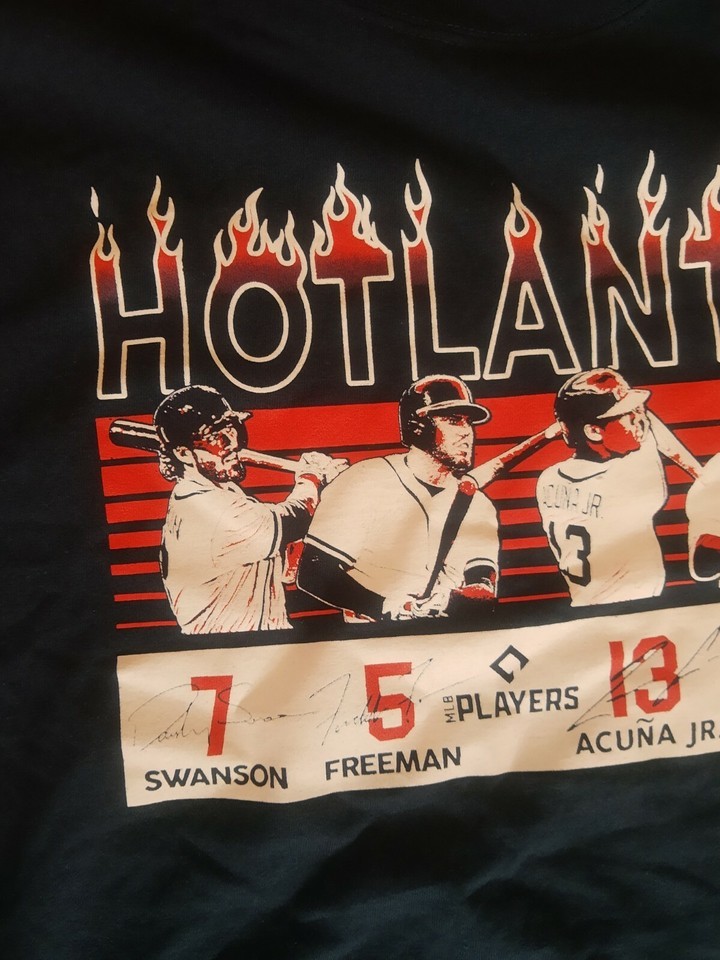 HOTLANT
ACUÑA JR.
13
7 5 MLB PLAYERS 13
SWANSON FREEMAN ACUÑA JR.